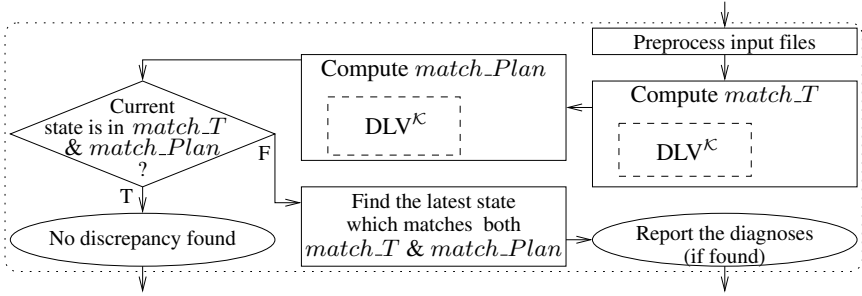 Preprocess input files
Compute match_T
DLV^𝒦
Compute match_Plan
DLV^𝒦
Current
state is in match_T
& match_Plan
?
F
T
No discrepancy found
Find the latest state
which matches both
match_T & match_Plan
Report the diagnoses
(if found)